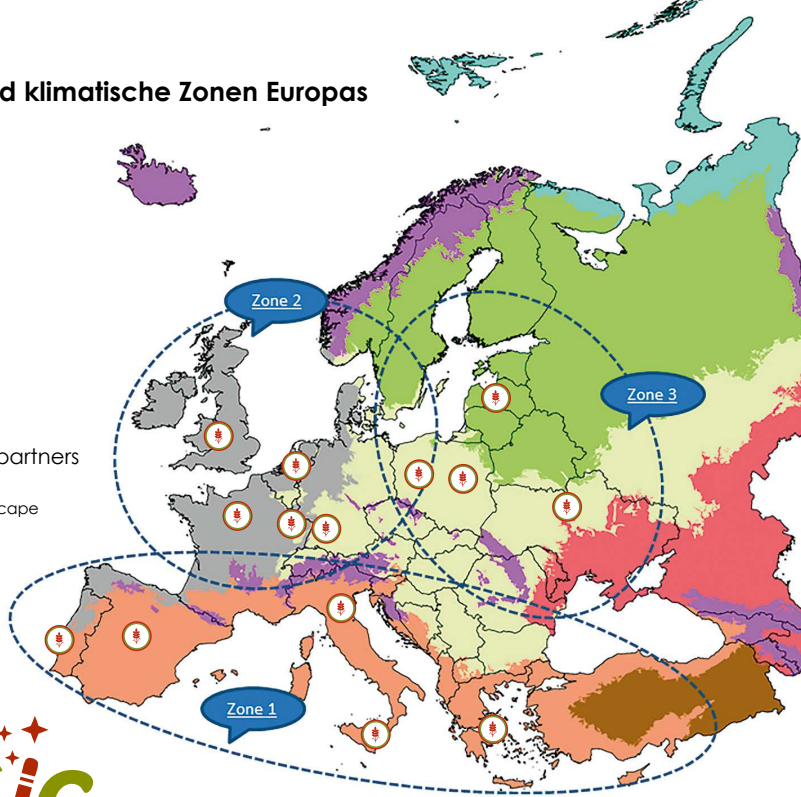 d klimatische Zonen Europas
Zone 2
Zone 3
partners
cape
Zone 1